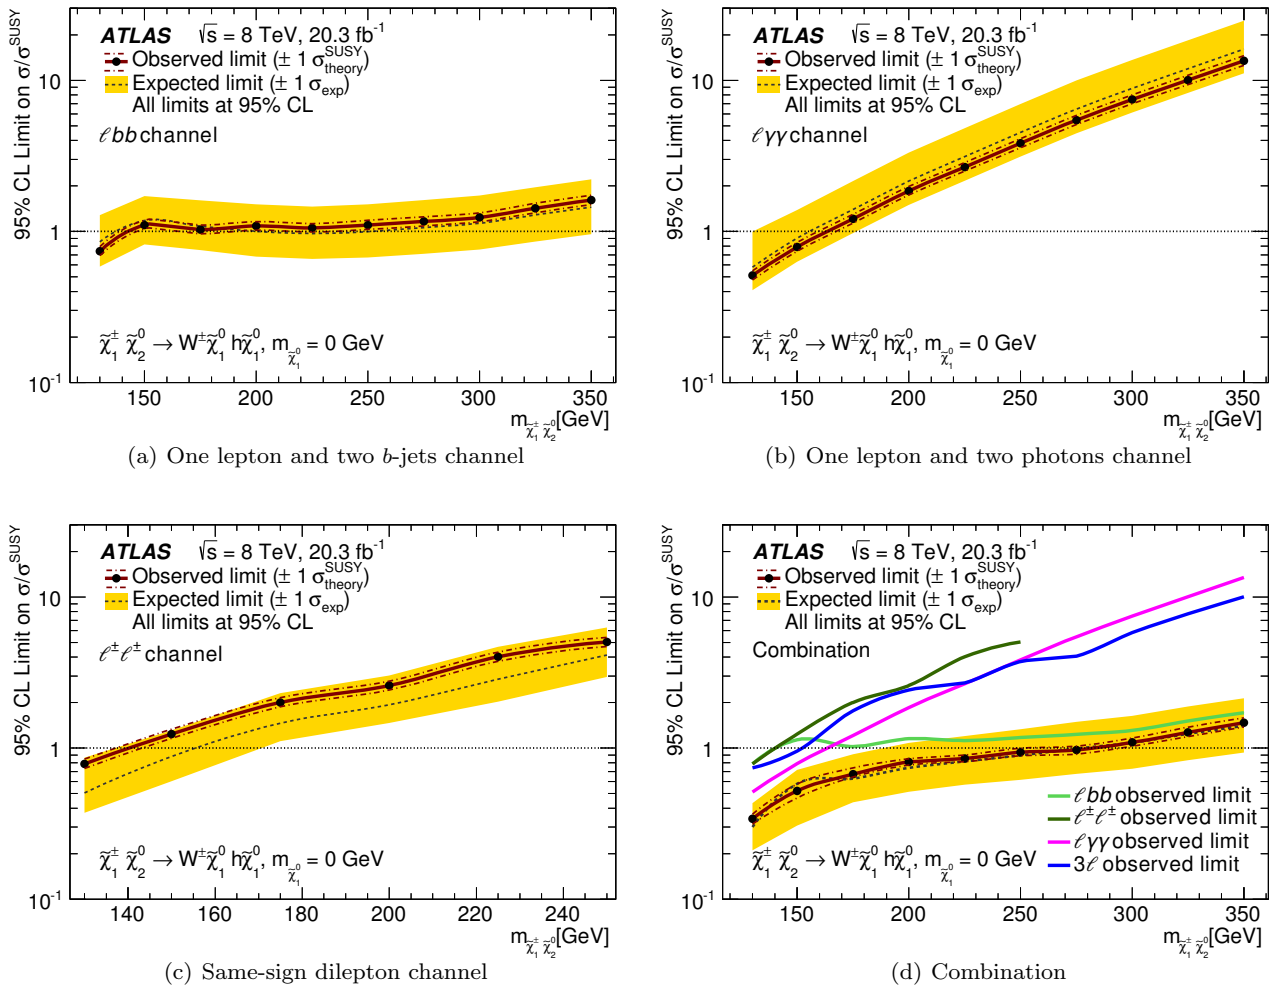 95% CL Limit on σ/σ^SUSY
ATLAS √s = 8 TeV, 20.3 fb⁻¹
Observed limit (± 1 σ^SUSY_theory)
Expected limit (± 1 σ_exp)
All limits at 95% CL
ℓbb channel
10
1
10⁻¹
χ̃₁^± χ̃₂^0 → W^± χ̃₁^0 h χ̃₁^0, m_χ̃₁^0 = 0 GeV
150 200 250 300 350
m_χ̃₁^± χ̃₂^0 [GeV]
(a) One lepton and two b-jets channel
95% CL Limit on σ/σ^SUSY
ATLAS √s = 8 TeV, 20.3 fb⁻¹
Observed limit (± 1 σ^SUSY_theory)
Expected limit (± 1 σ_exp)
All limits at 95% CL
ℓγγ channel
10
1
10⁻¹
χ̃₁^± χ̃₂^0 → W^± χ̃₁^0 h χ̃₁^0, m_χ̃₁^0 = 0 GeV
150 200 250 300 350
m_χ̃₁^± χ̃₂^0 [GeV]
(b) One lepton and two photons channel
95% CL Limit on σ/σ^SUSY
ATLAS √s = 8 TeV, 20.3 fb⁻¹
Observed limit (± 1 σ^SUSY_theory)
Expected limit (± 1 σ_exp)
All limits at 95% CL
ℓ^± ℓ^± channel
10
1
10⁻¹
χ̃₁^± χ̃₂^0 → W^± χ̃₁^0 h χ̃₁^0, m_χ̃₁^0 = 0 GeV
140 160 180 200 220 240
m_χ̃₁^± χ̃₂^0 [GeV]
(c) Same-sign dilepton channel
95% CL Limit on σ/σ^SUSY
ATLAS √s = 8 TeV, 20.3 fb⁻¹
Observed limit (± 1 σ^SUSY_theory)
Expected limit (± 1 σ_exp)
All limits at 95% CL
Combination
10
1
10⁻¹
ℓbb observed limit
ℓ^± ℓ^± observed limit
ℓγγ observed limit
3ℓ observed limit
χ̃₁^± χ̃₂^0 → W^± χ̃₁^0 h χ̃₁^0, m_χ̃₁^0 = 0 GeV
150 200 250 300 350
m_χ̃₁^± χ̃₂^0 [GeV]
(d) Combination